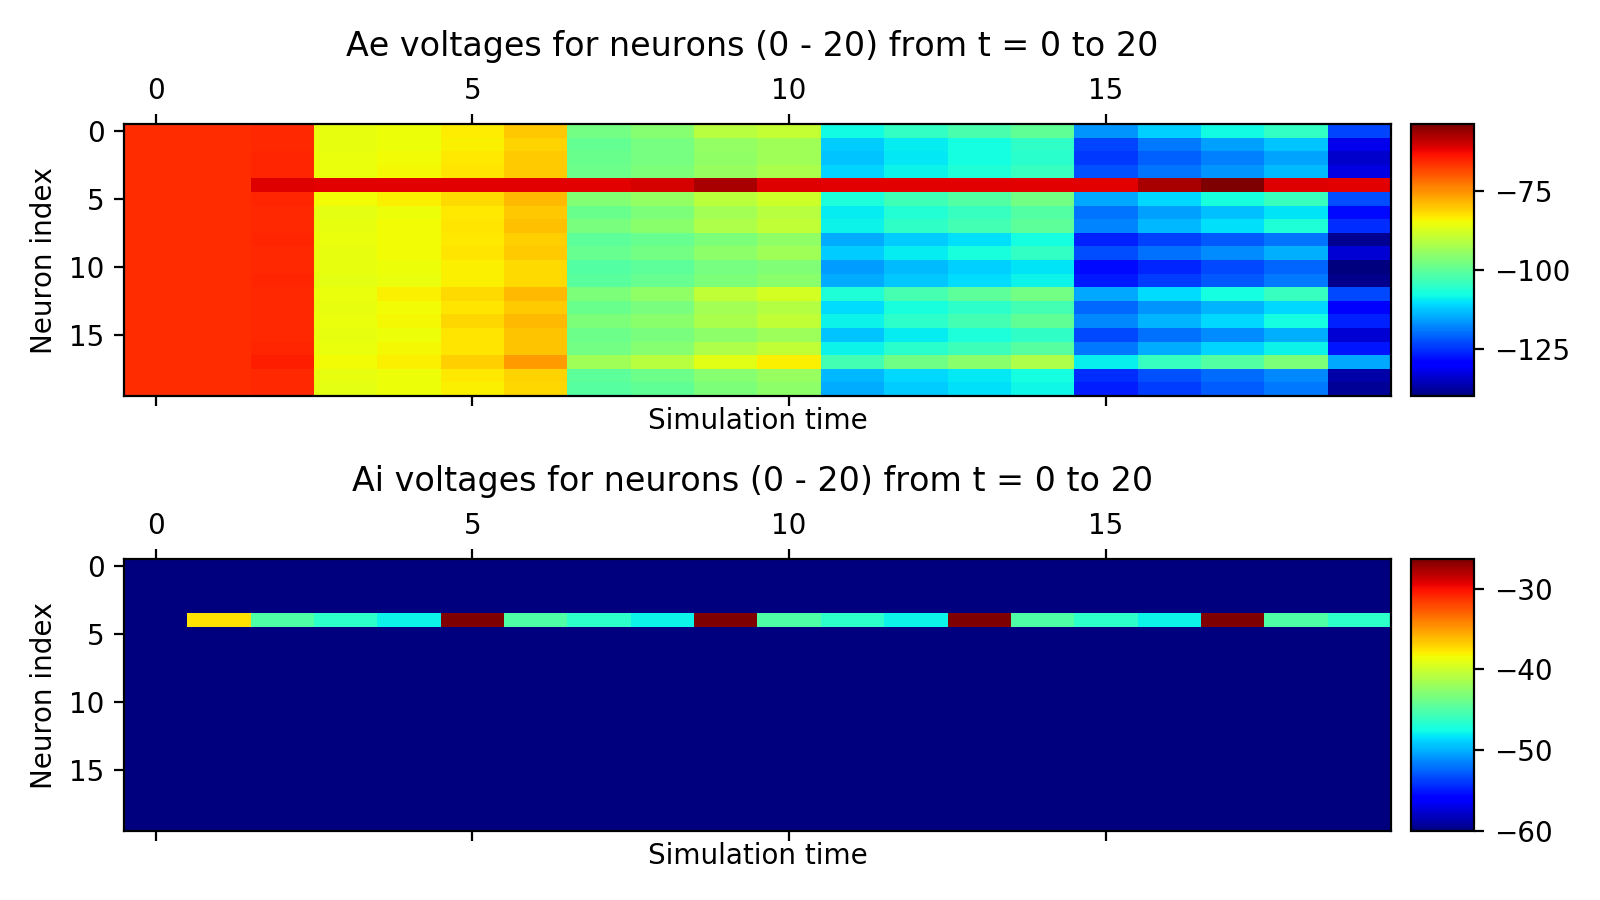 Ae voltages for neurons (0 - 20) from t = 0 to 20
0 5 10 15
0
5
10
15
Neuron index
Simulation time
−75
−100
−125
Ai voltages for neurons (0 - 20) from t = 0 to 20
0 5 10 15
0
5
10
15
Neuron index
Simulation time
−30
−40
−50
−60